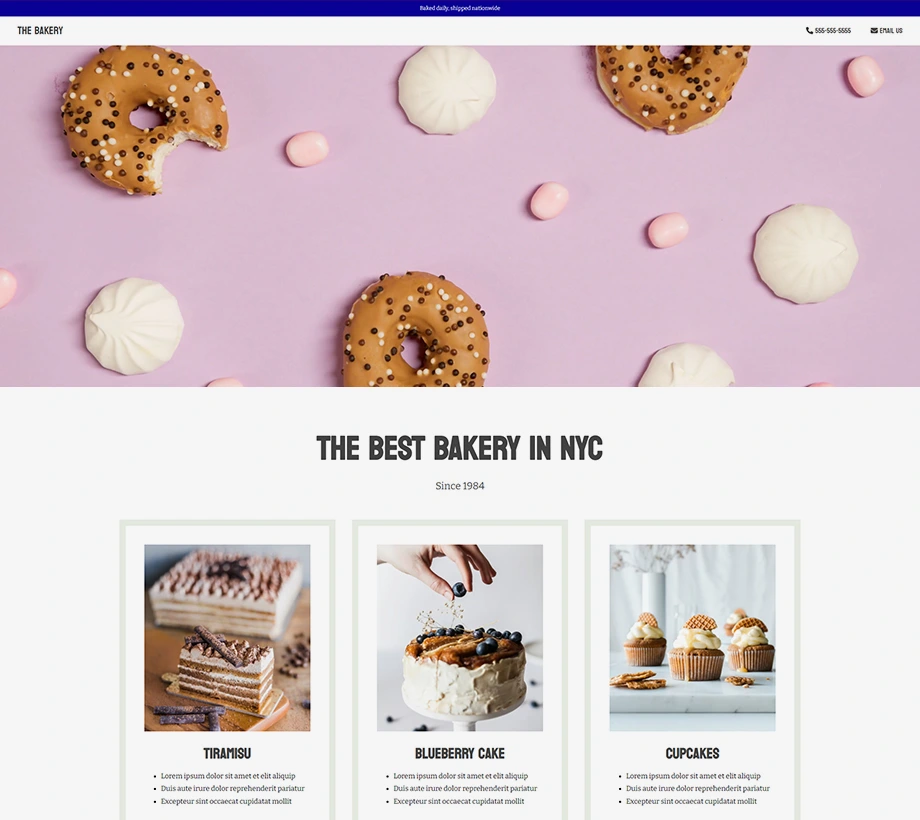 Baked daily, shipped nationwide
THE BAKERY
555-555-5555
EMAIL US
THE BEST BAKERY IN NYC
Since 1984
TIRAMISU
Lorem ipsum dolor sit amet et elit aliquip
Duis aute irure dolor reprehenderit pariatur
Excepteur sint occaecat cupidatat mollit
BLUEBERRY CAKE
Lorem ipsum dolor sit amet et elit aliquip
Duis aute irure dolor reprehenderit pariatur
Excepteur sint occaecat cupidatat mollit
CUPCAKES
Lorem ipsum dolor sit amet et elit aliquip
Duis aute irure dolor reprehenderit pariatur
Excepteur sint occaecat cupidatat mollit